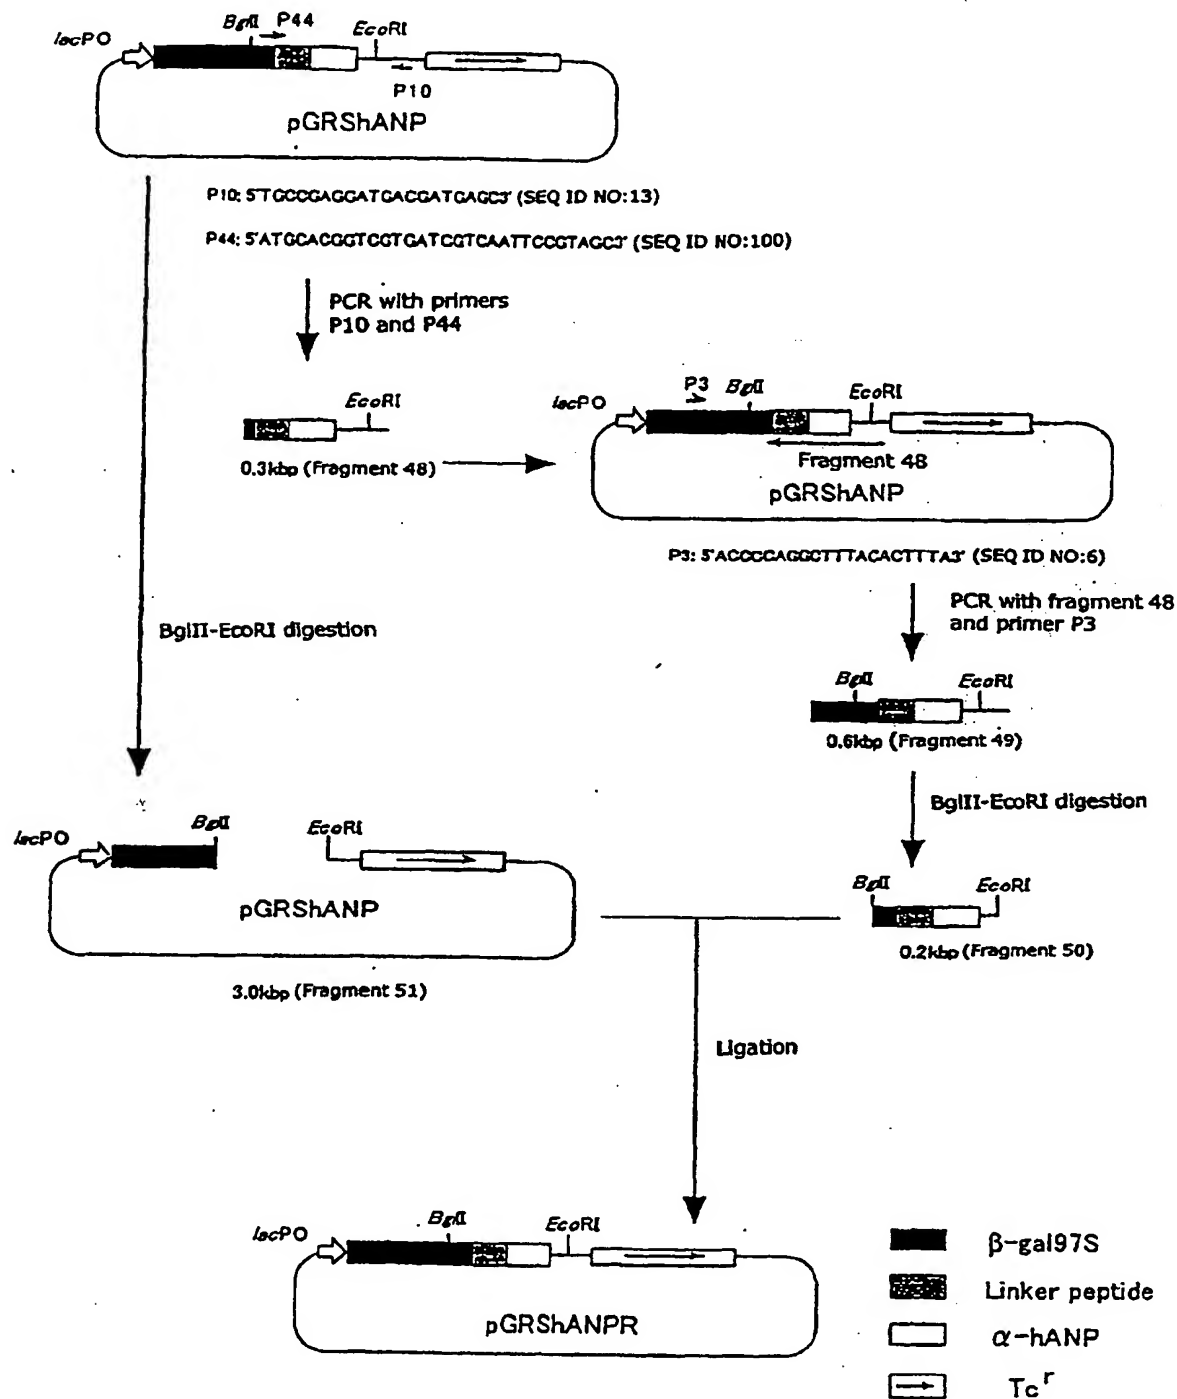 lacPO
BglII
P44
EcoRI
P10
pGRShANP
P10: 5'TGCCGAGGATGACGATGAGC3' (SEQ ID NO:13)
P44: 5'ATGCACGGTCGTGATCGTCAATTCCGTAGC3' (SEQ ID NO:100)
PCR with primers
P10 and P44
EcoRI
0.3kbp (Fragment 48)
lacPO
P3
BglII
EcoRI
Fragment 48
pGRShANP
P3: 5'ACCCCAGGCTTTACACTTTA3' (SEQ ID NO:6)
BglII-EcoRI digestion
PCR with fragment 48
and primer P3
BglII
EcoRI
0.6kbp (Fragment 49)
BglII-EcoRI digestion
lacPO
BglII
EcoRI
pGRShANP
3.0kbp (Fragment 51)
BglII
EcoRI
0.2kbp (Fragment 50)
Ligation
lacPO
BglII
EcoRI
pGRShANPR
β-gal97S
Linker peptide
α-hANP
Tc r